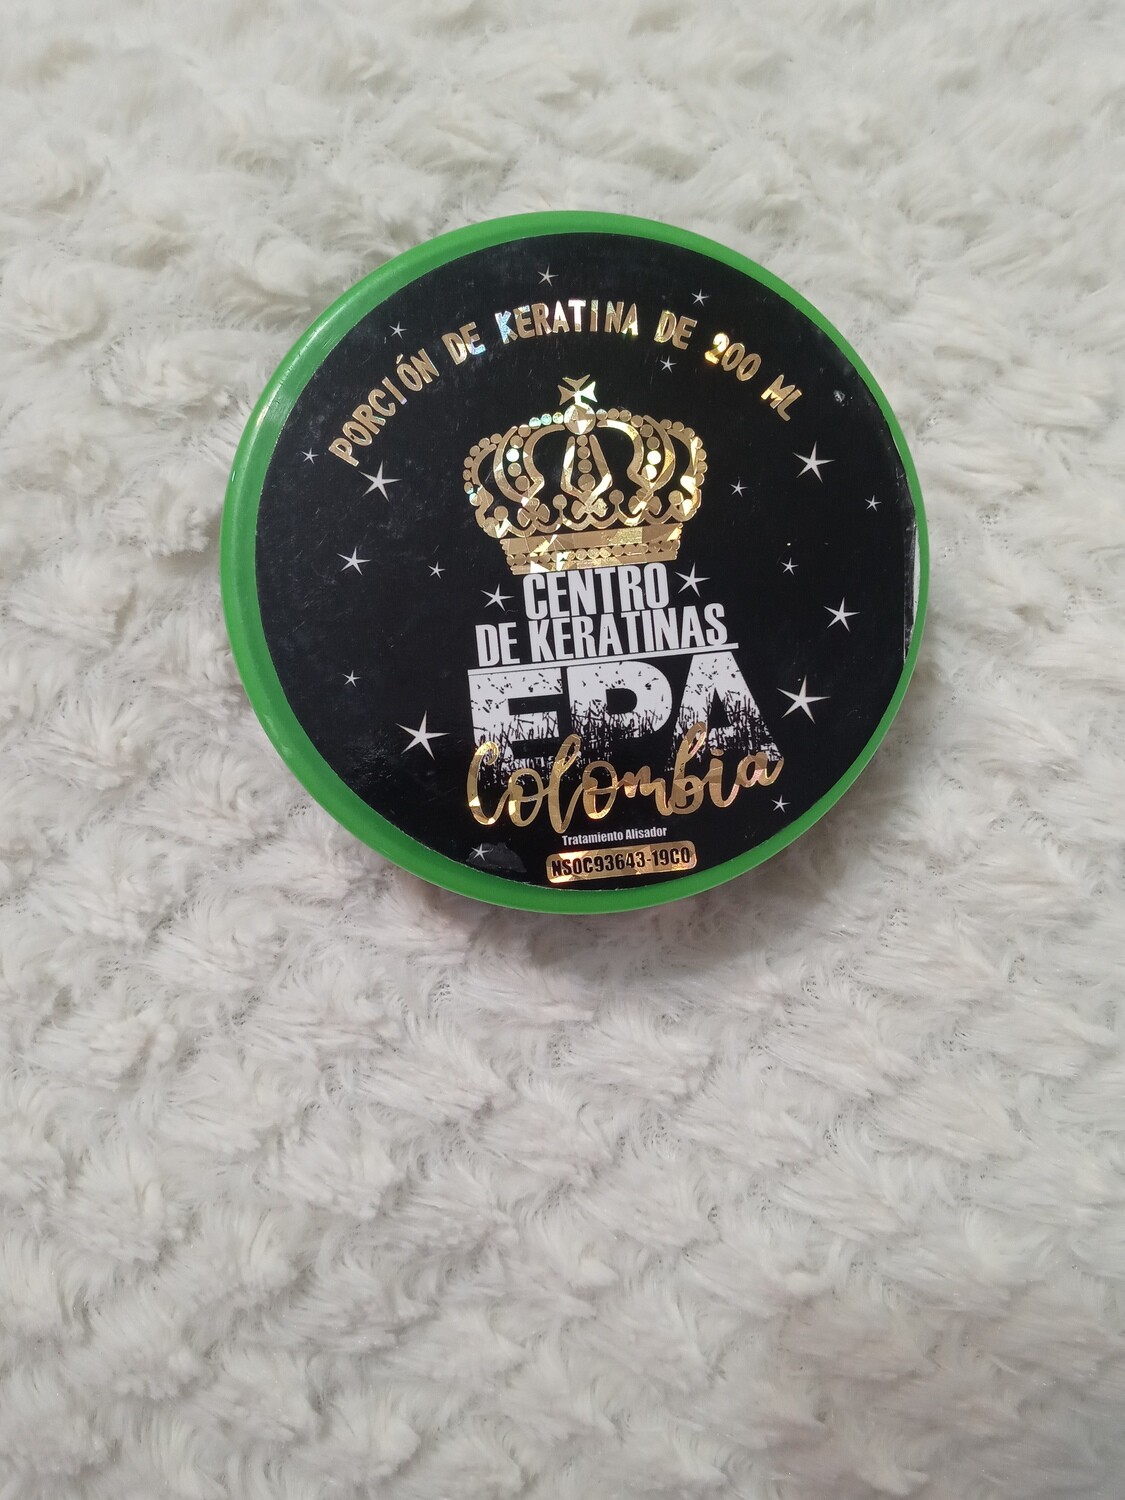 PORCIÓN DE KERATINA DE 200 ML
CENTRO
DE KERATINAS
EPA
Colombia
Tratamiento Alisador
NSOC93643-19CO